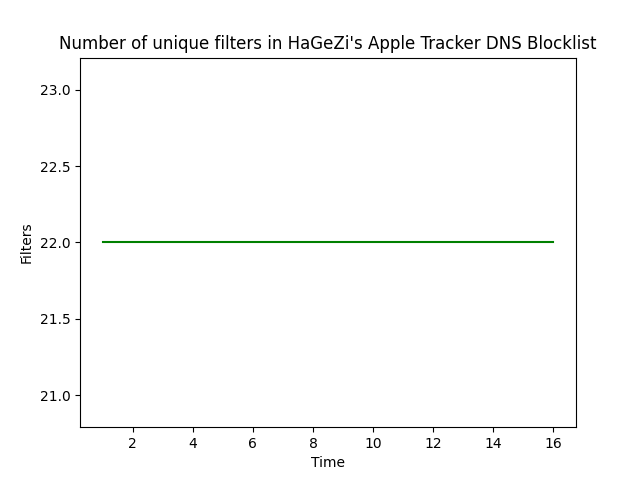 Number of unique filters in HaGeZi's Apple Tracker DNS Blocklist
23.0
22.5
22.0
21.5
21.0
Filters
2 4 6 8 10 12 14 16
Time